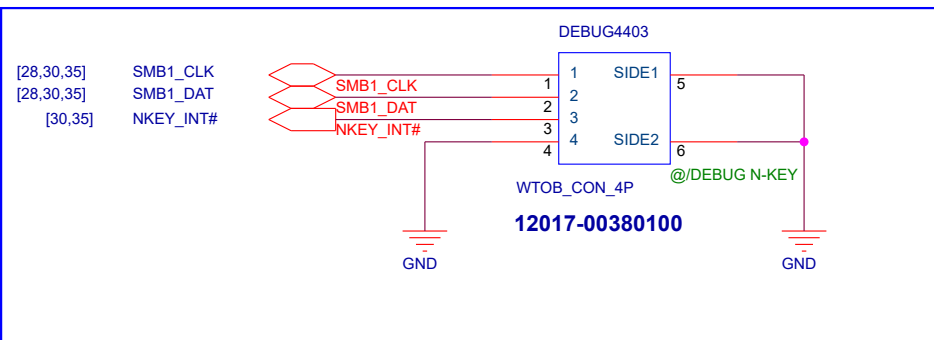 DEBUG4403
[28,30,35] SMB1_CLK SMB1_CLK 1 1 SIDE1 5
[28,30,35] SMB1_DAT SMB1_DAT 2 2
[30,35] NKEY_INT# NKEY_INT# 3 3
4 4 SIDE2 6
@/DEBUG N-KEY
WTOB_CON_4P
12017-00380100
GND GND